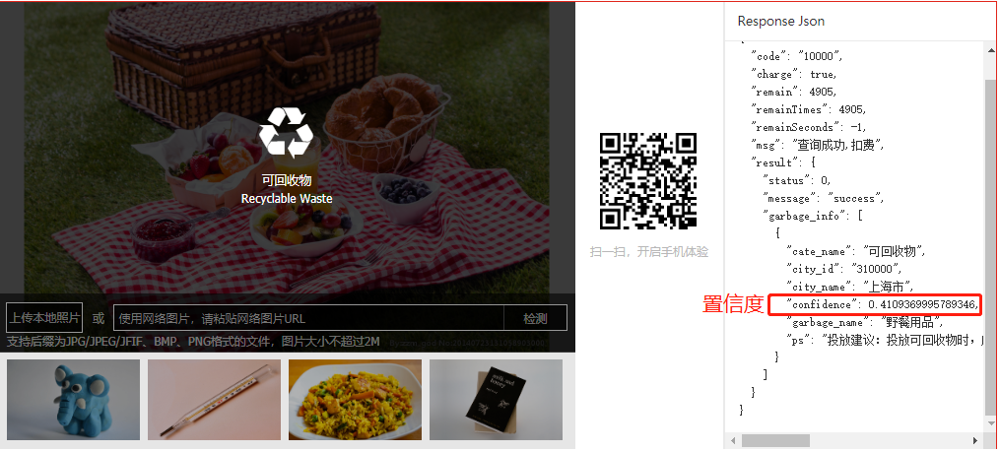 可回收物
Recyclable Waste
上传本地照片
或
使用网络图片，请粘贴网络图片URL
检测
支持后缀为JPG/JPEG/JFIF、BMP、PNG格式的文件，图片大小不超过2M
milk and
honey
扫一扫，开启手机体验
Response Json
{
"code": "10000",
"charge": true,
"remain": 4905,
"remainTimes": 4905,
"remainSeconds": -1,
"msg": "查询成功,扣费",
"result": {
"status": 0,
"message": "success",
"garbage_info": [
{
"cate_name": "可回收物",
"city_id": "310000",
"city_name": "上海市",
置信度
"confidence": 0.4109369995789346,
"garbage_name": "野餐用品",
"ps": "投放建议：投放可回收物时，
}
]
}
}